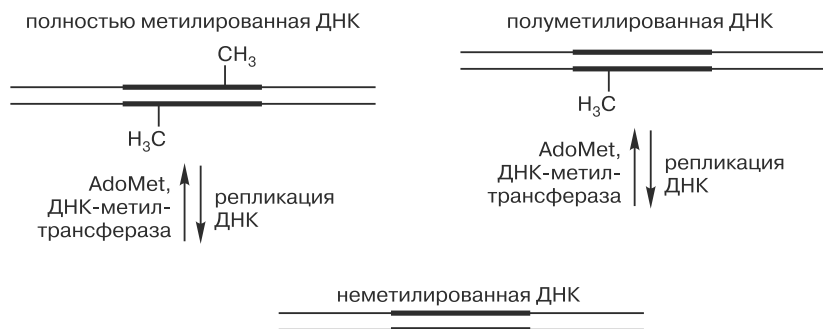 полностью метилированная ДНК
CH3
H3C
AdoMet,
ДНК-метил-
трансфераза
репликация
ДНК
полуметилированная ДНК
H3C
AdoMet,
ДНК-метил-
трансфераза
репликация
ДНК
неметилированная ДНК